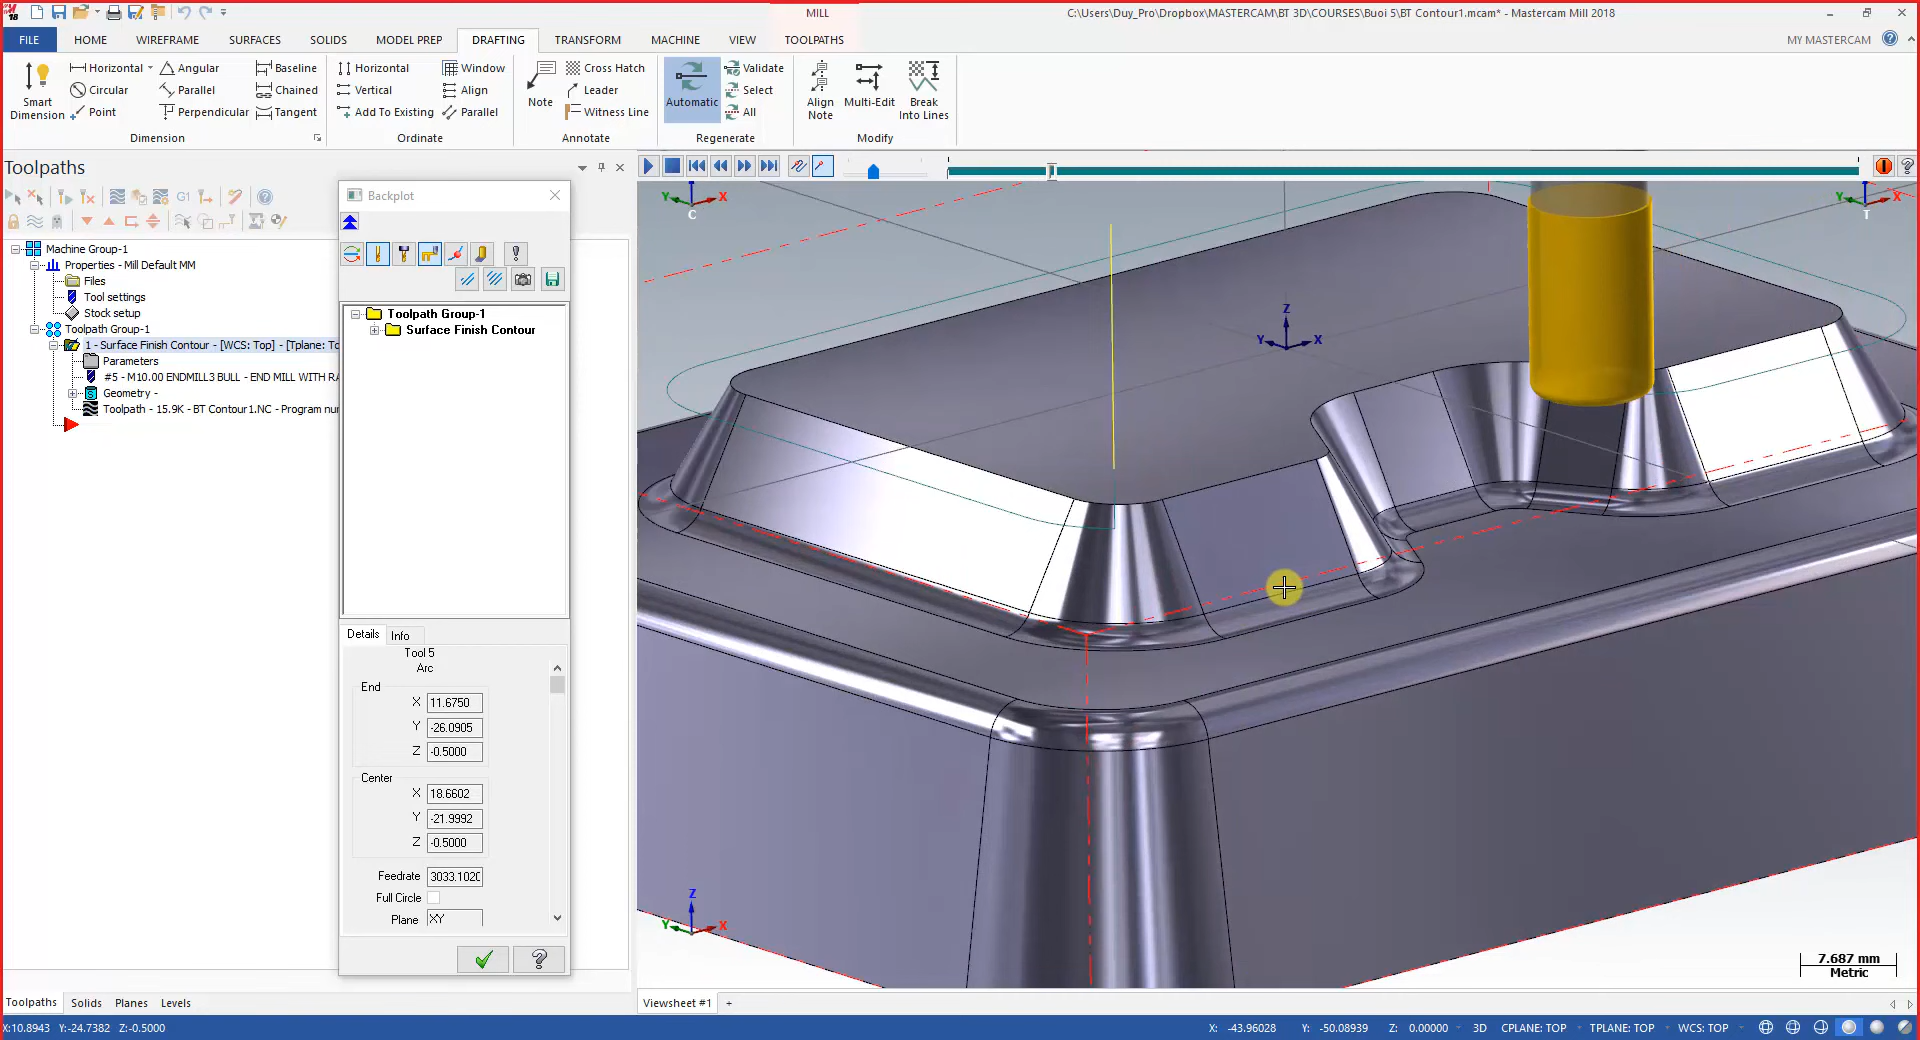 18
MILL
C:\Users\Duy_Pro\Dropbox\MASTERCAM\BT 3D\COURSES\Buoi 5\BT Contour1.mcam* - Mastercam Mill 2018
FILE HOME WIREFRAME SURFACES SOLIDS MODEL PREP DRAFTING TRANSFORM MACHINE VIEW TOOLPATHS MY MASTERCAM
Smart Dimension
Horizontal Angular Baseline
Circular Parallel Chained
Point Perpendicular Tangent
Dimension
Horizontal Window
Vertical Align
Add To Existing Parallel
Ordinate
Note
Cross Hatch
Leader
Witness Line
Annotate
Automatic
Validate
Select
All
Regenerate
Align Note
Multi-Edit
Break Into Lines
Modify
Toolpaths
G1
Machine Group-1
Properties - Mill Default MM
Files
Tool settings
Stock setup
Toolpath Group-1
1 - Surface Finish Contour - [WCS: Top] - [Tplane: To
Parameters
#5 - M10.00 ENDMILL3 BULL - END MILL WITH RA
Geometry -
Toolpath - 15.9K - BT Contour1.NC - Program nur
Backplot
Toolpath Group-1
Surface Finish Contour
Details Info
Tool 5
Arc
End
X 11.6750
Y -26.0905
Z -0.5000
Center
X 18.6602
Y -21.9992
Z -0.5000
Feedrate 3033.102
Full Circle
Plane XY
Y X
C
Y X
T
Z
Y X
Z
Y X
7.687 mm
Metric
Toolpaths Solids Planes Levels
Viewsheet #1 +
X:10.8943 Y:-24.7382 Z:-0.5000
X: -43.96028 Y: -50.08939 Z: 0.00000 3D CPLANE: TOP TPLANE: TOP WCS: TOP